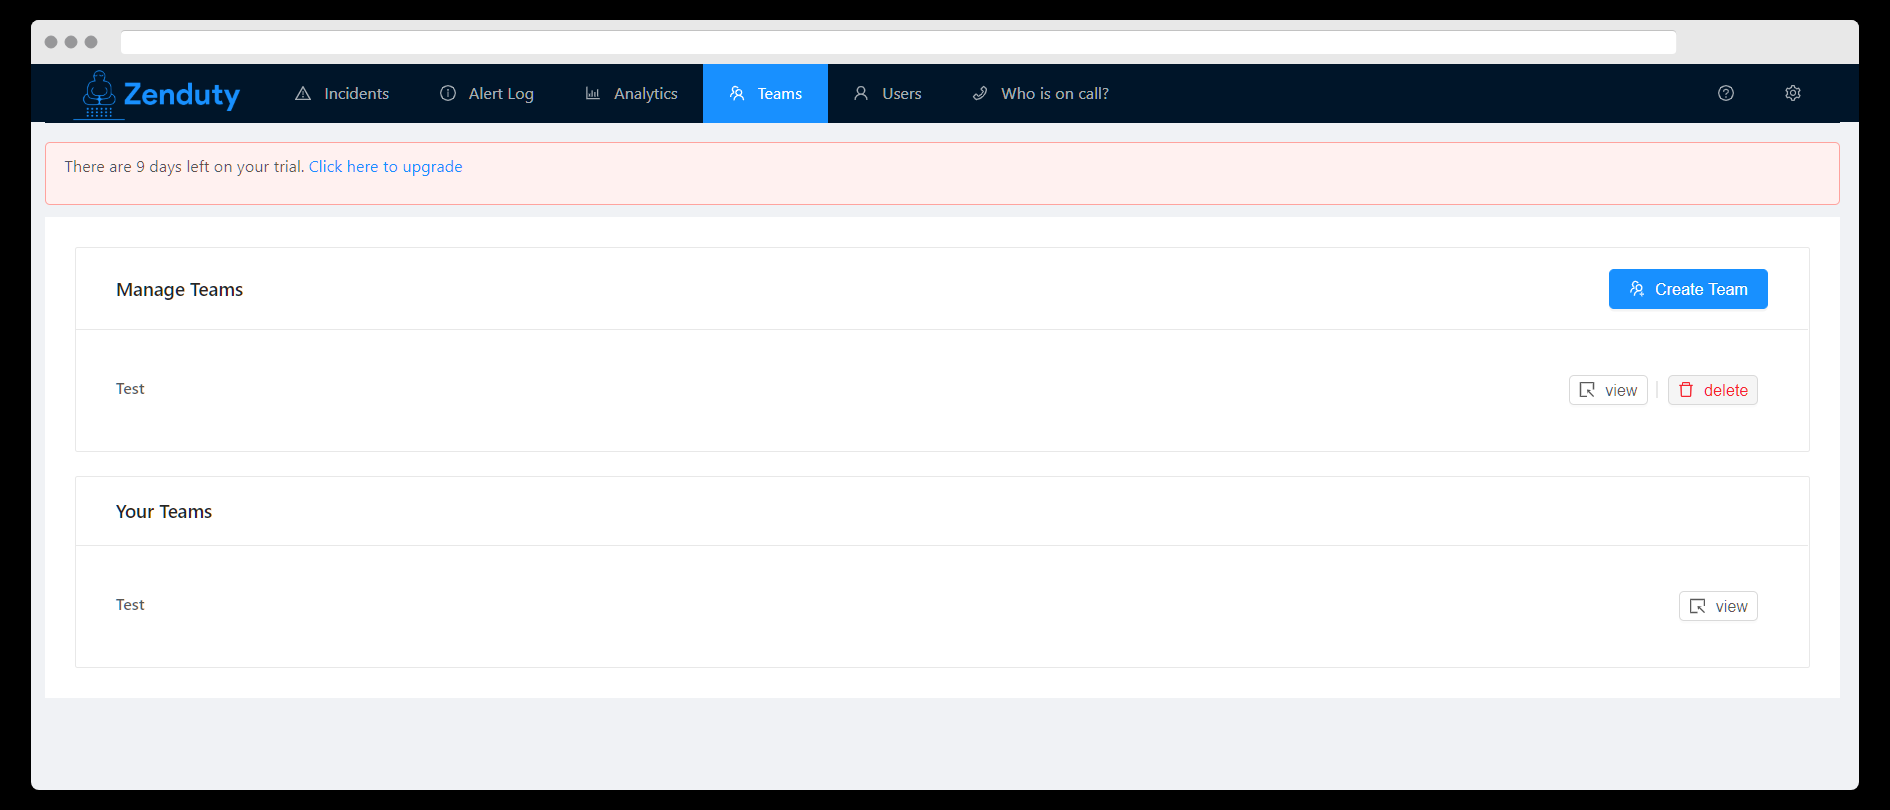 Zenduty Incidents Alert Log Analytics Teams Users Who is on call?
There are 9 days left on your trial. Click here to upgrade
Manage Teams Create Team
Test view delete
Your Teams
Test view